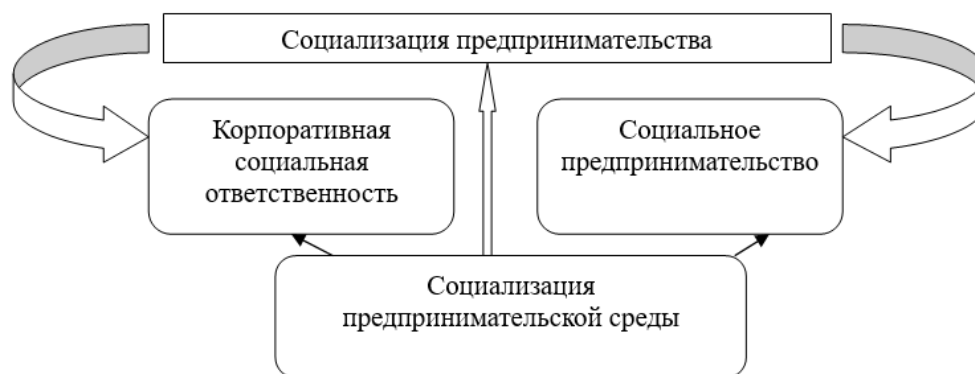 Социализация предпринимательства
Корпоративная
социальная
ответственность
Социальное
предпринимательство
Социализация
предпринимательской среды